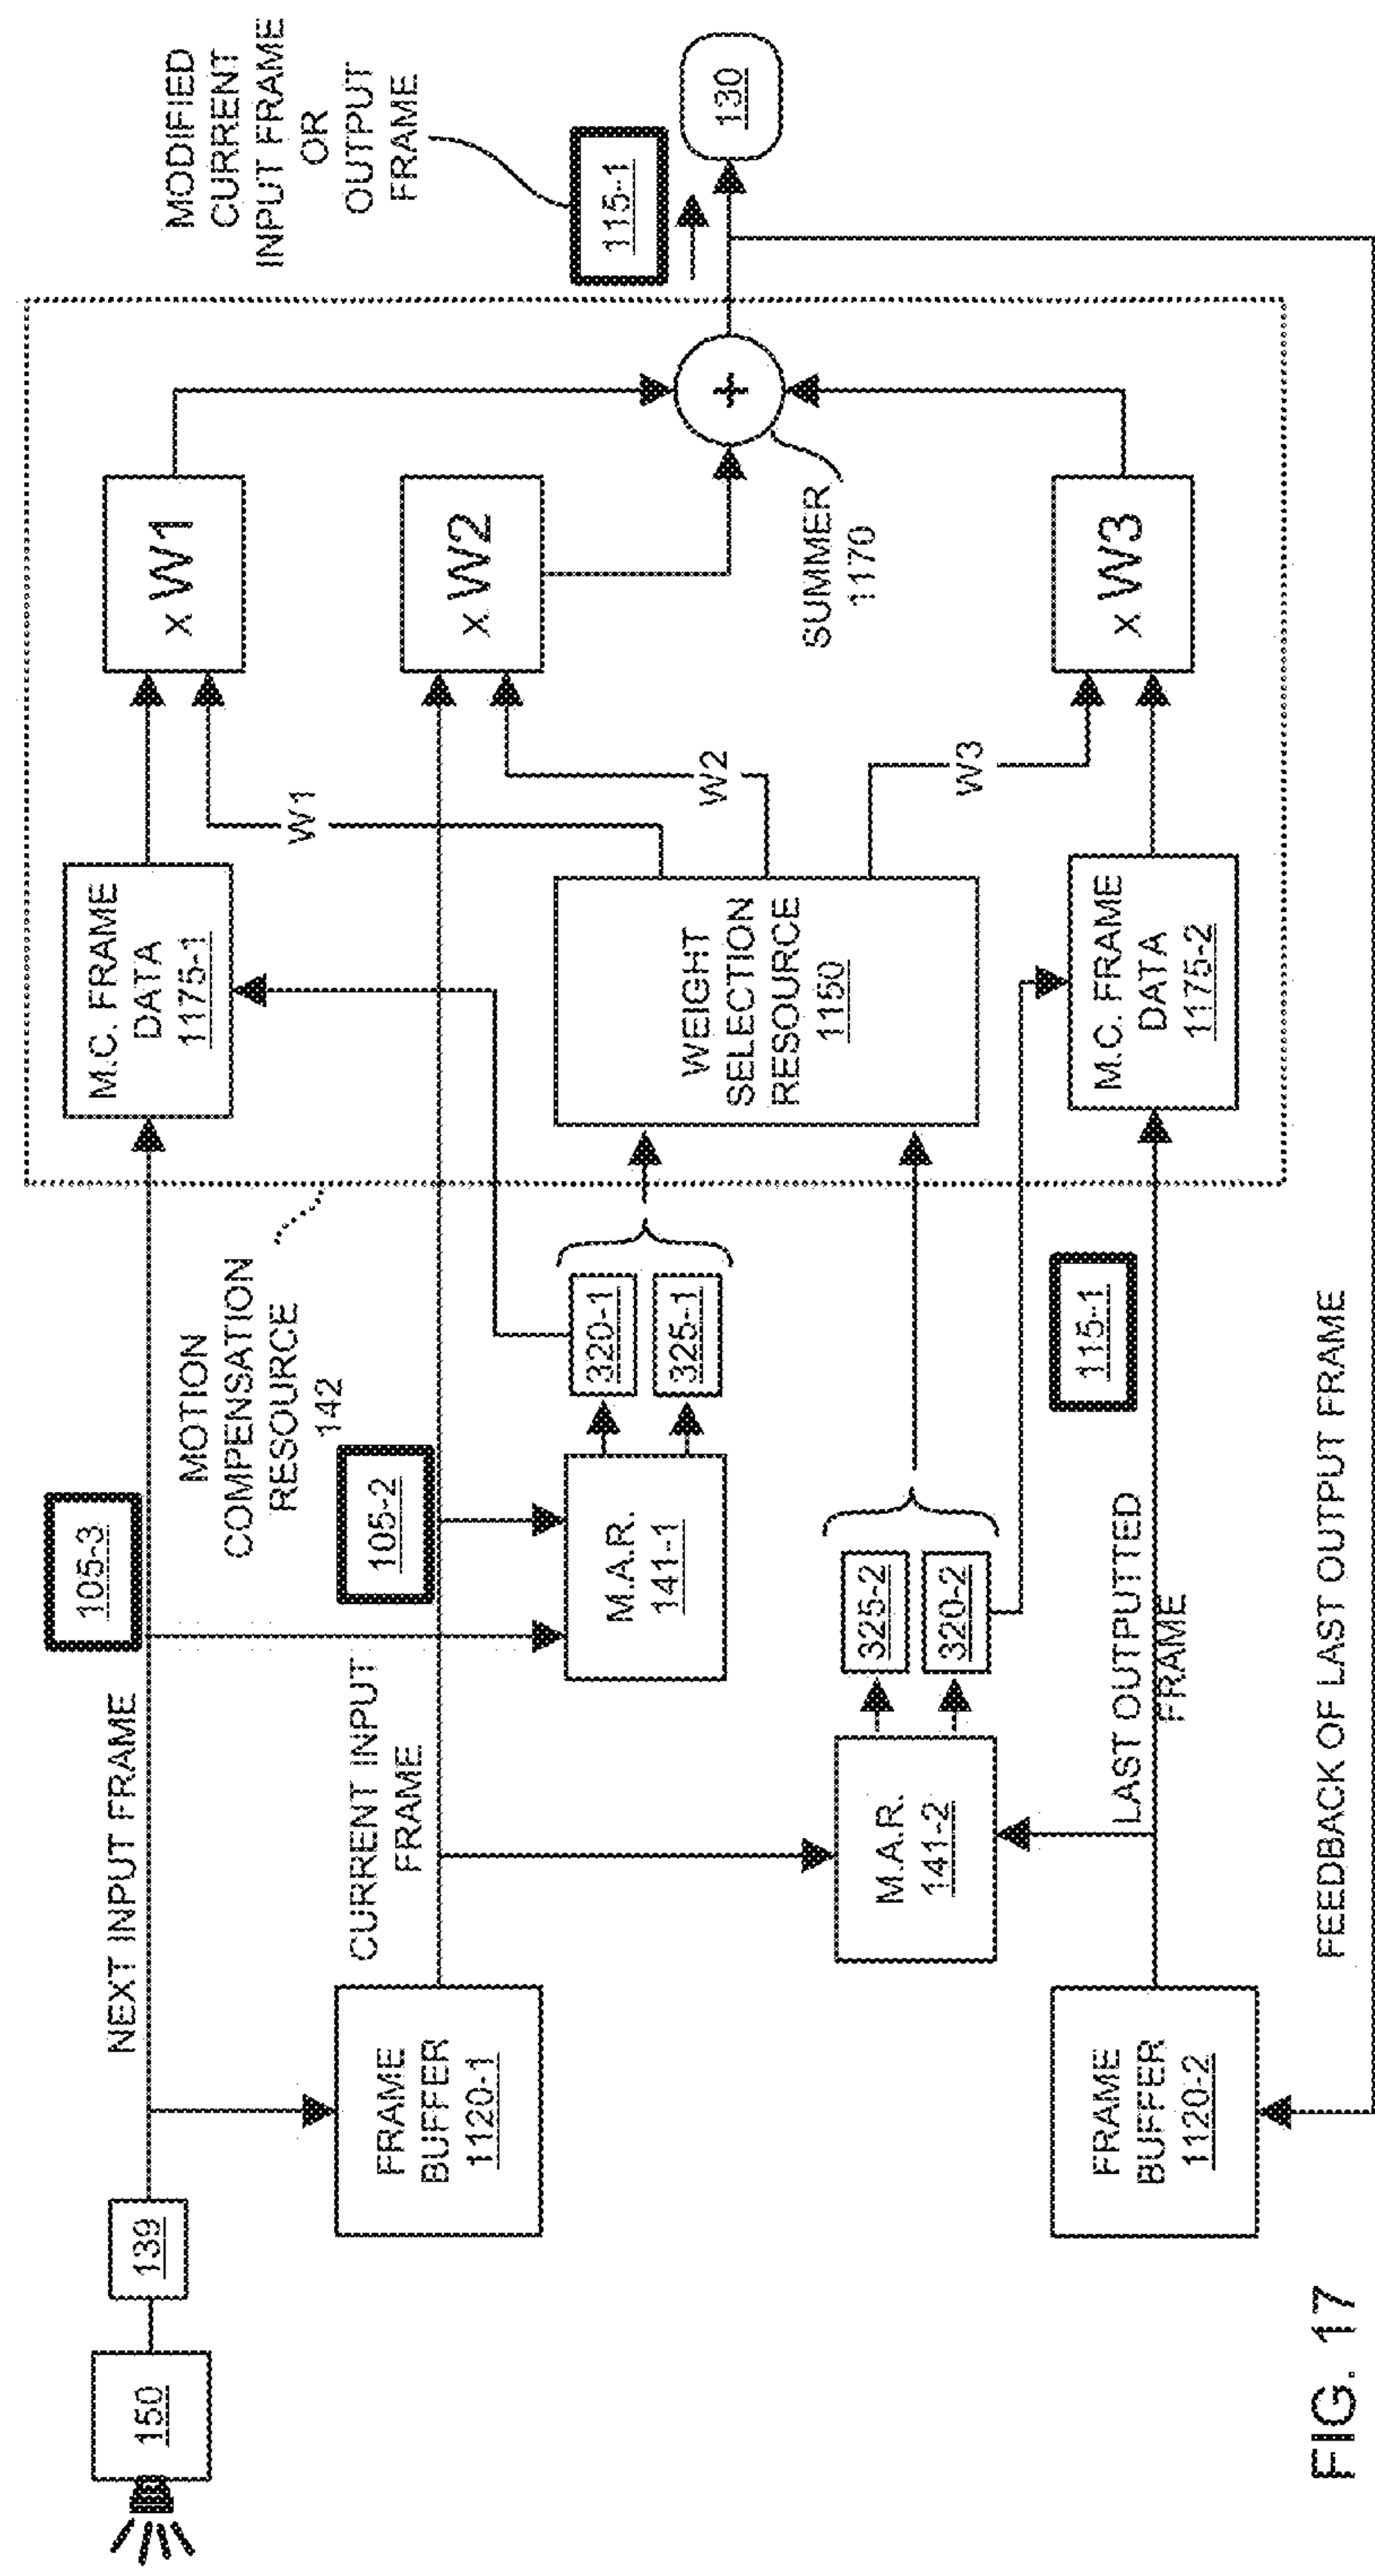 150
139
NEXT INPUT FRAME
105-3
MOTION
COMPENSATION
RESOURCE
142
M.C. FRAME
DATA
1175-1
W1
x W1
MODIFIED
CURRENT
INPUT FRAME
OR
OUTPUT
FRAME
FRAME
BUFFER
1120-1
CURRENT INPUT
FRAME
105-2
W2
x W2
M.A.R.
141-1
320-1
325-1
WEIGHT
SELECTION
RESOURCE
1150
+
115-1
130
SUMMER
1170
M.A.R.
141-2
325-2
320-2
W3
x W3
FRAME
BUFFER
1120-2
LAST OUTPUTTED
FRAME
115-1
M.C. FRAME
DATA
1175-2
FEEDBACK OF LAST OUTPUT FRAME
FIG. 17